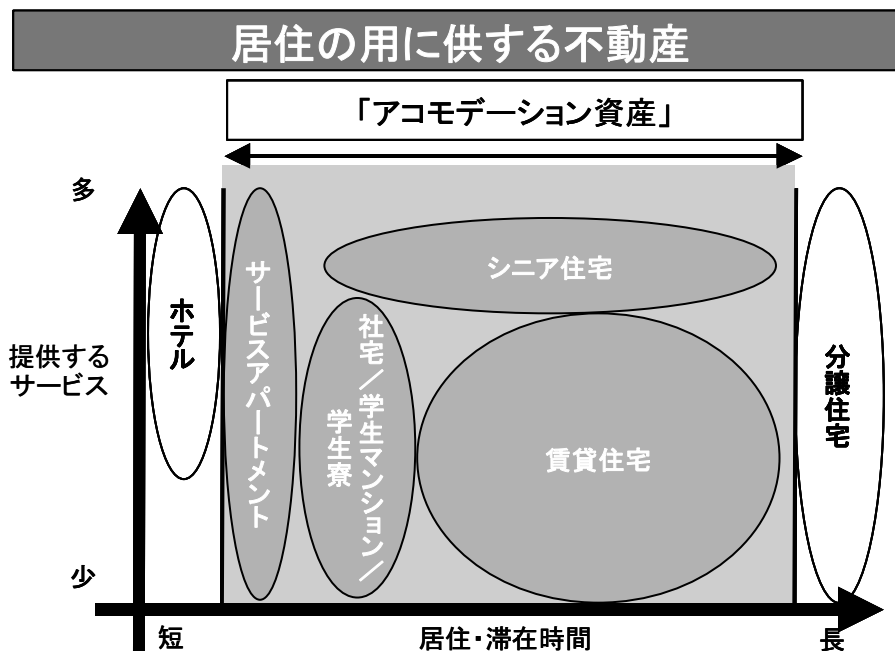 居住の用に供する不動産
「アコモデーション資産」
多
提供する
サービス
少
ホテル
サービスアパートメント
社宅／学生マンション／
学生寮
シニア住宅
賃貸住宅
分譲住宅
短
居住・滞在時間
長